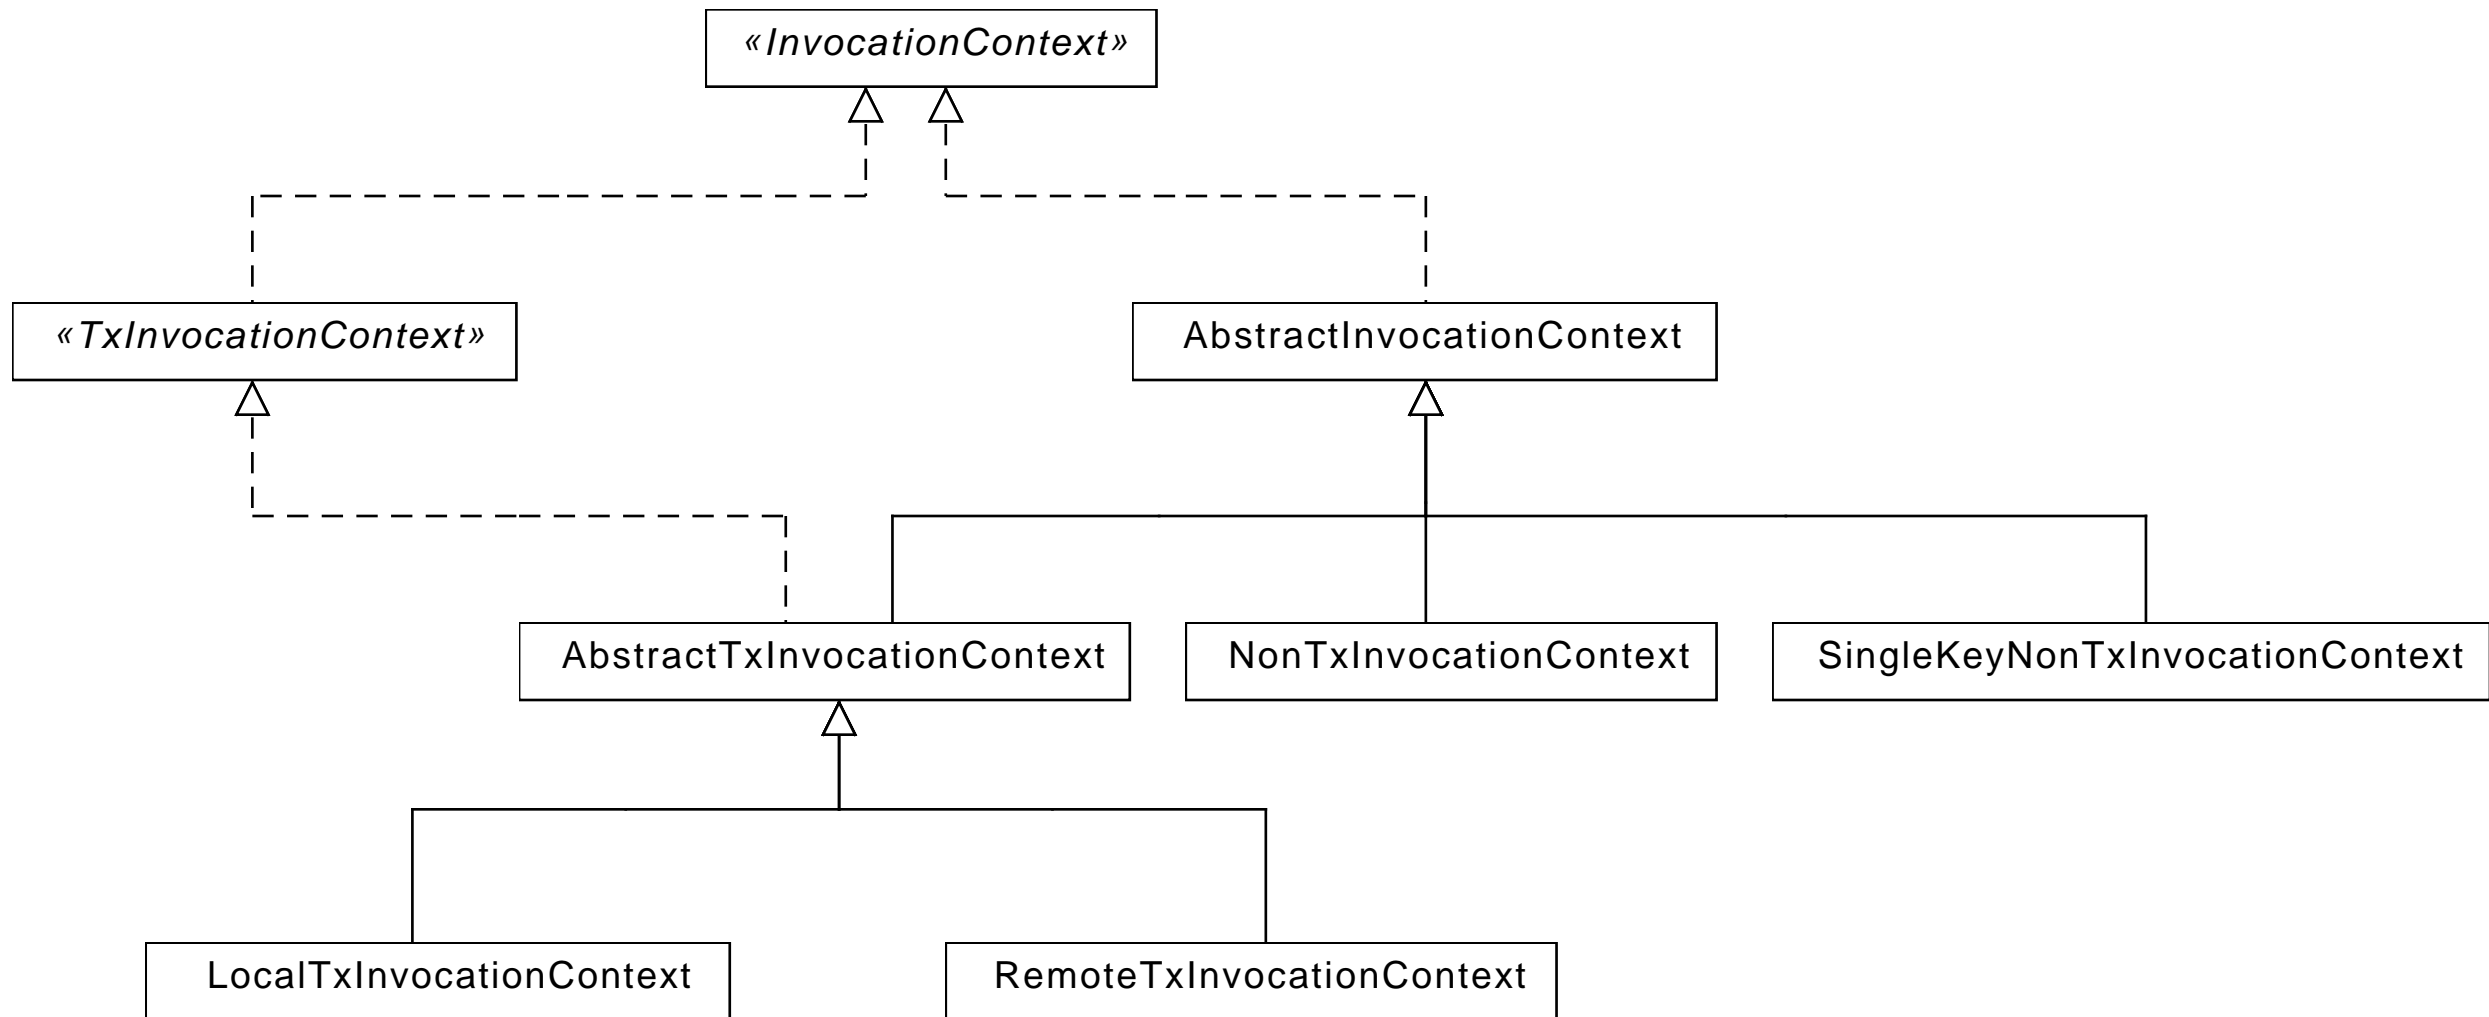 «InvocationContext»
«TxInvocationContext»
AbstractInvocationContext
AbstractTxInvocationContext
NonTxInvocationContext
SingleKeyNonTxInvocationContext
LocalTxInvocationContext
RemoteTxInvocationContext